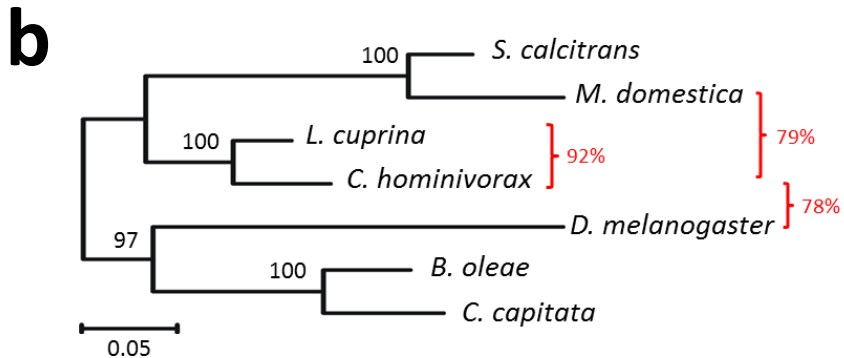 b
100
S. calcitrans
M. domestica
79%
100
L. cuprina
92%
C. hominivorax
78%
97
D. melanogaster
100
B. oleae
C. capitata
0.05